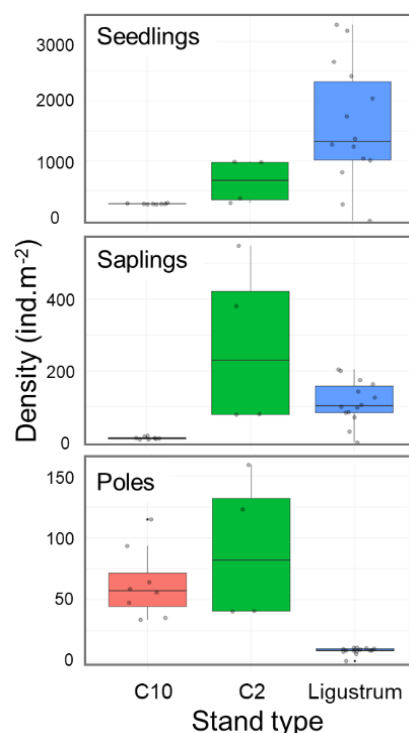 Seedlings
3000
2000
1000
0
Saplings
400
200
0
Poles
150
100
50
0
Density (ind.m-2)
C10 C2 Ligustrum
Stand type